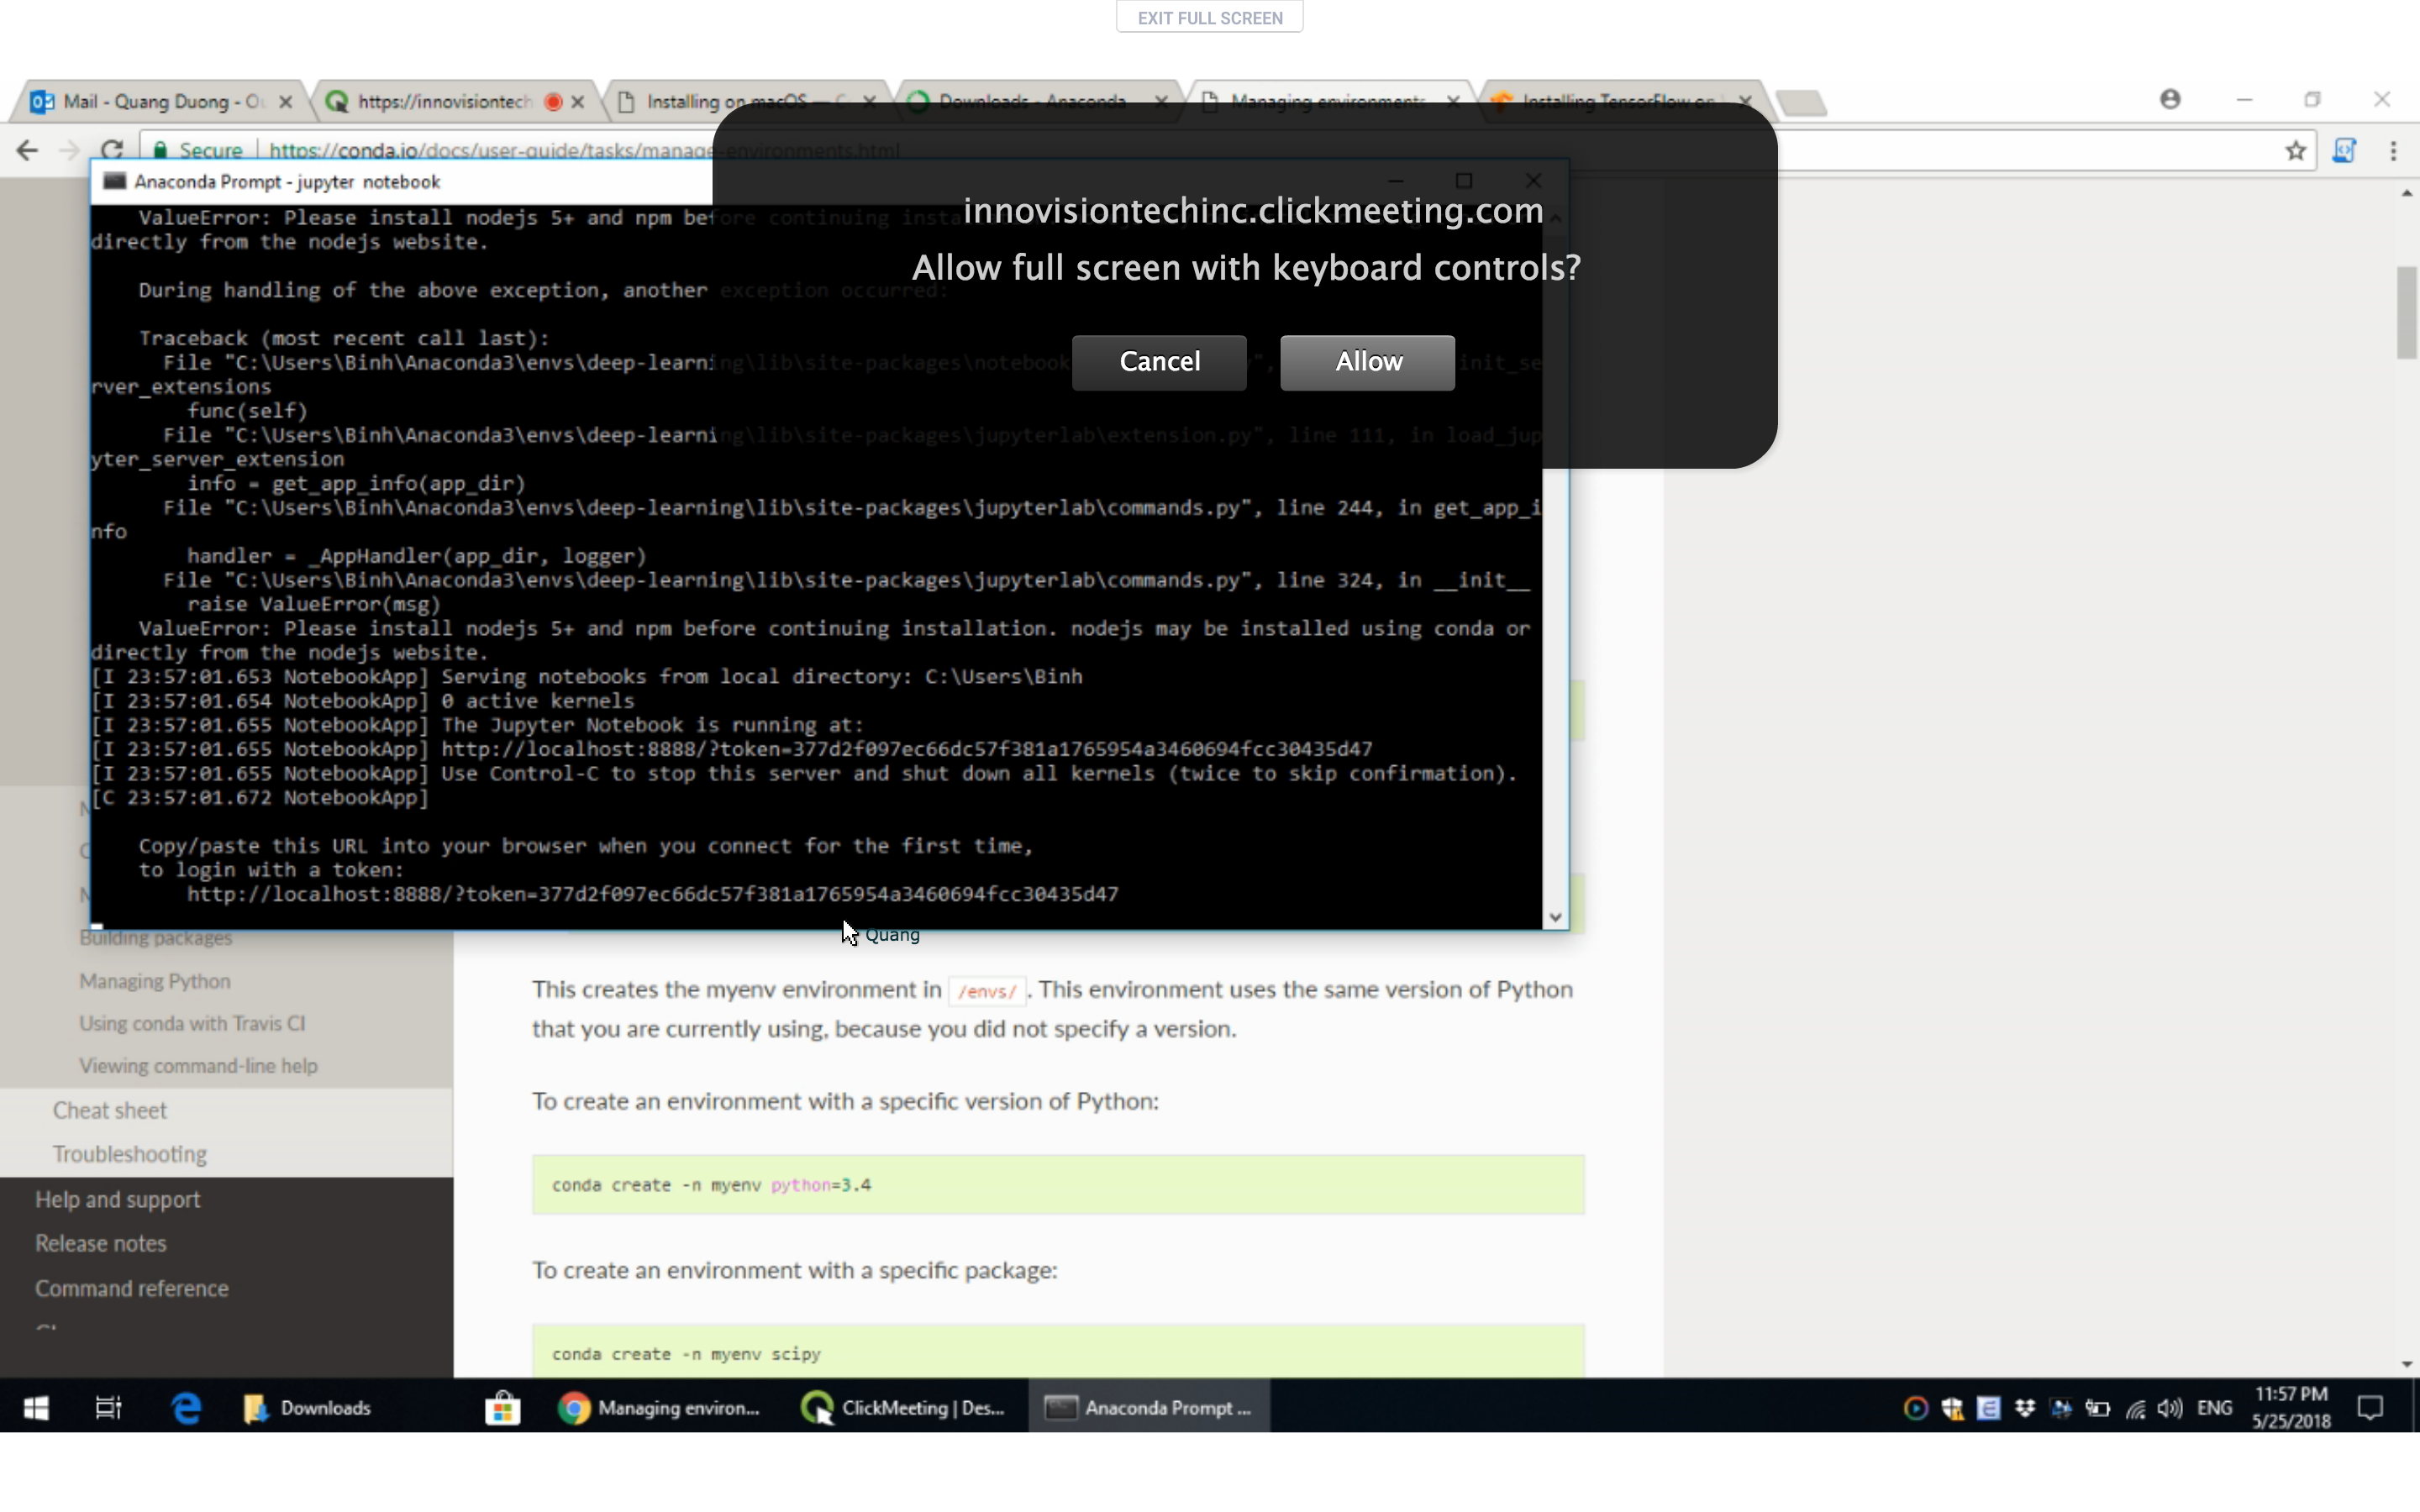 EXIT FULL SCREEN
Mail - Quang Duong - Ou
https://innovisiontech
Installing on macOS — C
Downloads - Anaconda
Managing environments
Installing TensorFlow on
Secure https://conda.io/docs/user-guide/tasks/manage-environments.html
Anaconda Prompt - jupyter notebook
innovisiontechinc.clickmeeting.com
Allow full screen with keyboard controls?
Cancel
Allow
ValueError: Please install nodejs 5+ and npm before continuing
directly from the nodejs website.
During handling of the above exception, another exception occurred:
Traceback (most recent call last):
File "C:\Users\Binh\Anaconda3\envs\deep-learning\lib\site-packages\notebook ", init_se
rver_extensions
func(self)
File "C:\Users\Binh\Anaconda3\envs\deep-learning\lib\site-packages\jupyterlab\extension.py", line 111, in load_jup
yter_server_extension
info = get_app_info(app_dir)
File "C:\Users\Binh\Anaconda3\envs\deep-learning\lib\site-packages\jupyterlab\commands.py", line 244, in get_app_i
nfo
handler = _AppHandler(app_dir, logger)
File "C:\Users\Binh\Anaconda3\envs\deep-learning\lib\site-packages\jupyterlab\commands.py", line 324, in __init__
raise ValueError(msg)
ValueError: Please install nodejs 5+ and npm before continuing installation. nodejs may be installed using conda or
directly from the nodejs website.
[I 23:57:01.653 NotebookApp] Serving notebooks from local directory: C:\Users\Binh
[I 23:57:01.654 NotebookApp] 0 active kernels
[I 23:57:01.655 NotebookApp] The Jupyter Notebook is running at:
[I 23:57:01.655 NotebookApp] http://localhost:8888/?token=377d2f097ec66dc57f381a1765954a3460694fcc30435d47
[I 23:57:01.655 NotebookApp] Use Control-C to stop this server and shut down all kernels (twice to skip confirmation).
[C 23:57:01.672 NotebookApp]
Copy/paste this URL into your browser when you connect for the first time,
to login with a token:
http://localhost:8888/?token=377d2f097ec66dc57f381a1765954a3460694fcc30435d47
Quang
Building packages
Managing Python
Using conda with Travis CI
Viewing command-line help
Cheat sheet
Troubleshooting
Help and support
Release notes
Command reference
This creates the myenv environment in /envs/ . This environment uses the same version of Python
that you are currently using, because you did not specify a version.
To create an environment with a specific version of Python:
conda create -n myenv python=3.4
To create an environment with a specific package:
conda create -n myenv scipy
Downloads
Managing environ...
ClickMeeting | Des...
Anaconda Prompt ...
ENG
11:57 PM
5/25/2018